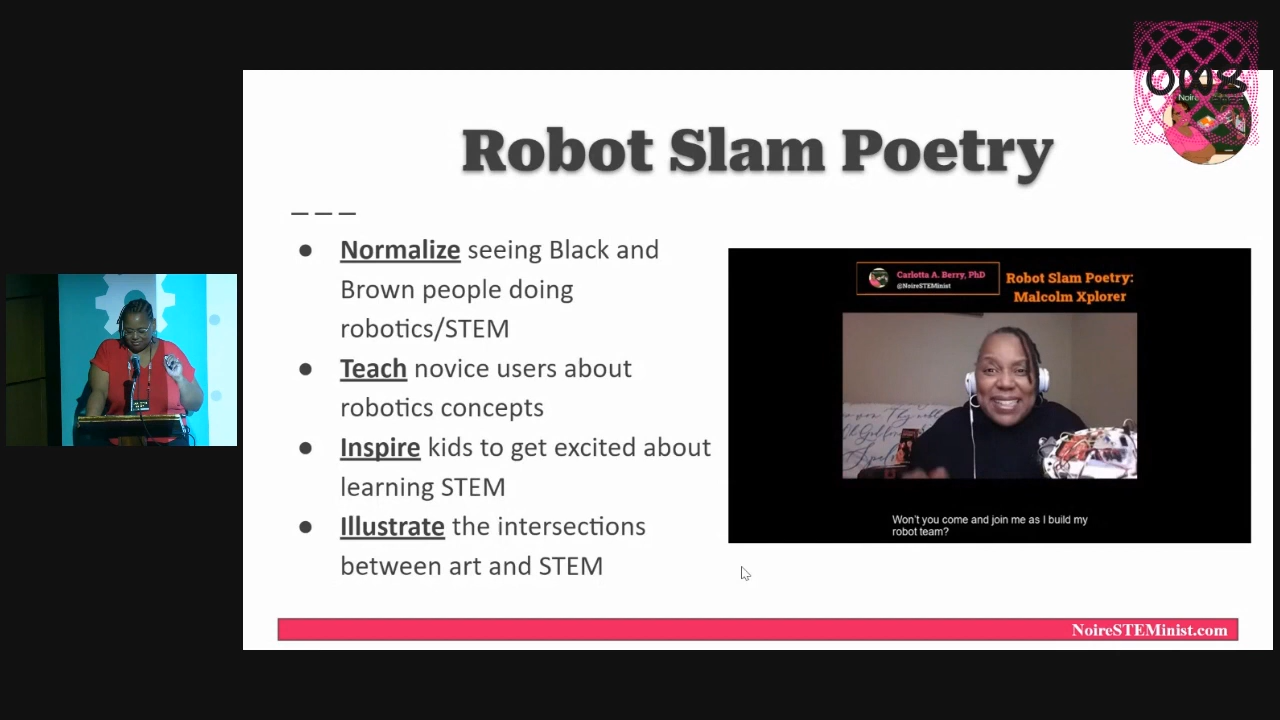 Robot Slam Poetry
Noire
● Normalize seeing Black and
Brown people doing
robotics/STEM
● Teach novice users about
robotics concepts
● Inspire kids to get excited about
learning STEM
● Illustrate the intersections
between art and STEM
Carlotta A. Berry, PhD
@NoireSTEMinist
Robot Slam Poetry:
Malcolm Xplorer
Won't you come and join me as I build my
robot team?
NoireSTEMinist.com